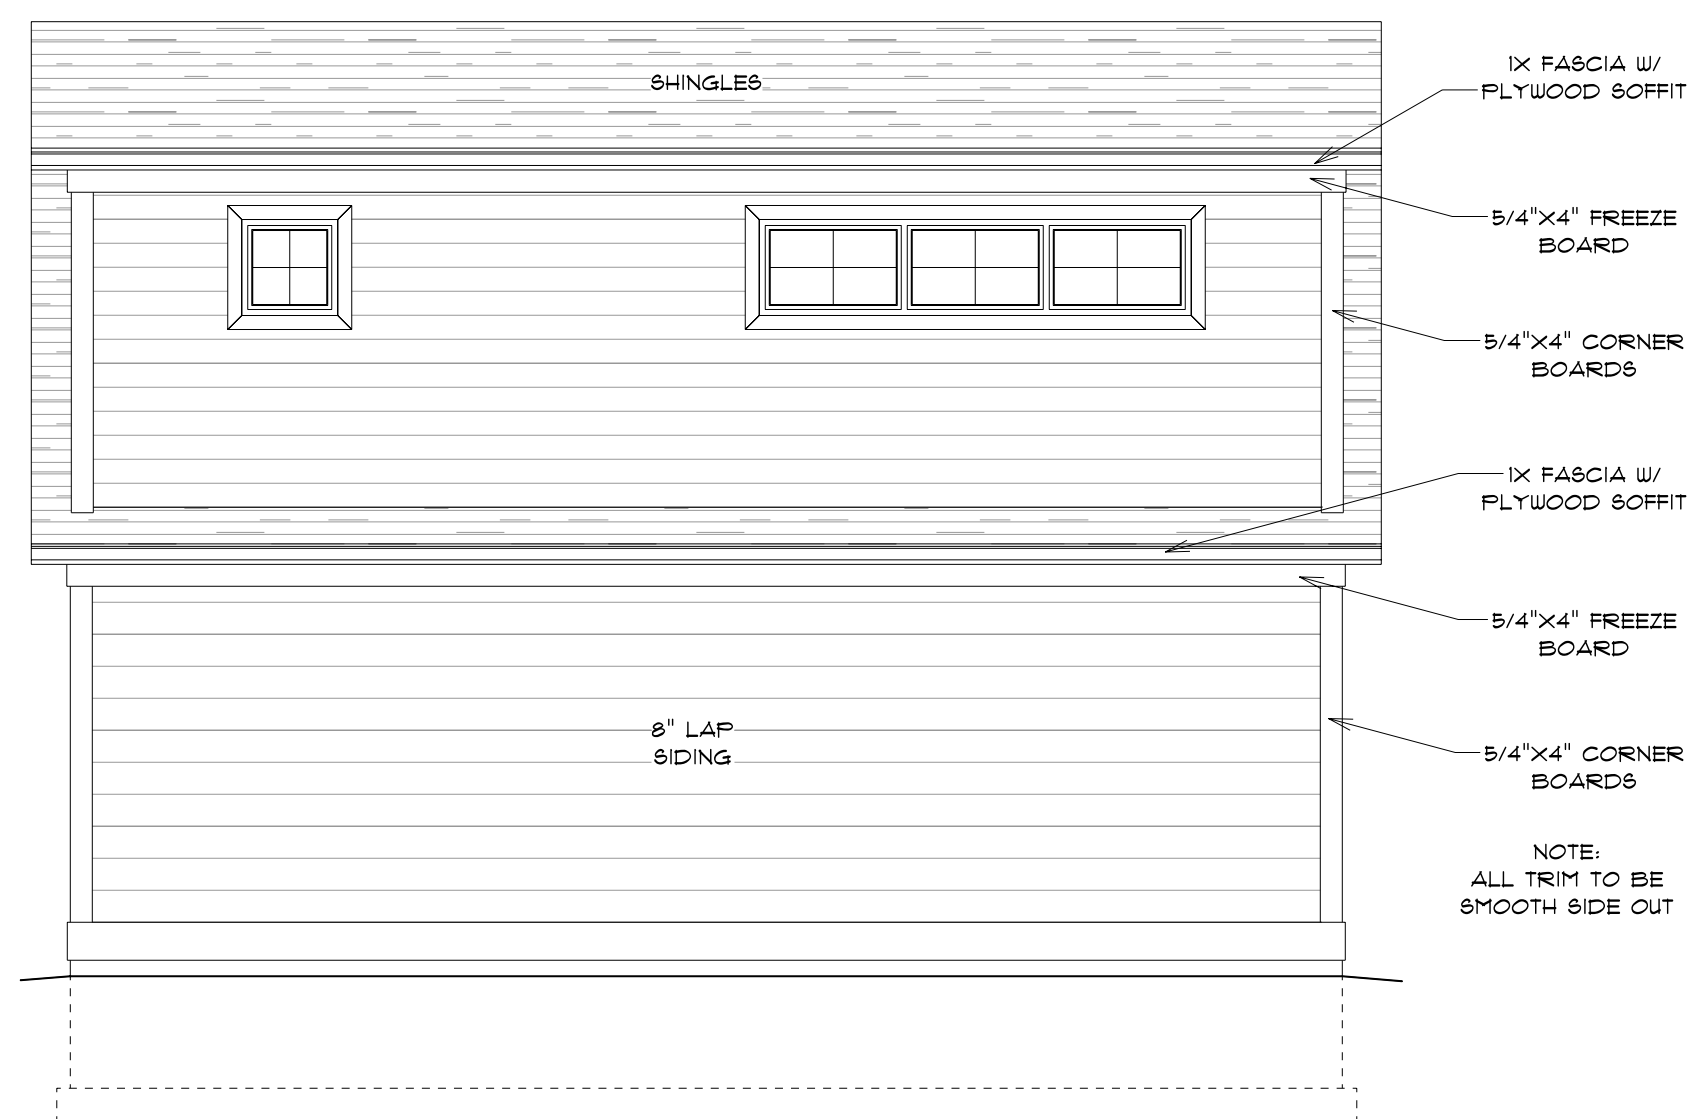 SHINGLES
1X FASCIA W/
PLYWOOD SOFFIT
5/4"X4" FREEZE
BOARD
5/4"X4" CORNER
BOARDS
1X FASCIA W/
PLYWOOD SOFFIT
5/4"X4" FREEZE
BOARD
8" LAP
SIDING
5/4"X4" CORNER
BOARDS
NOTE:
ALL TRIM TO BE
SMOOTH SIDE OUT